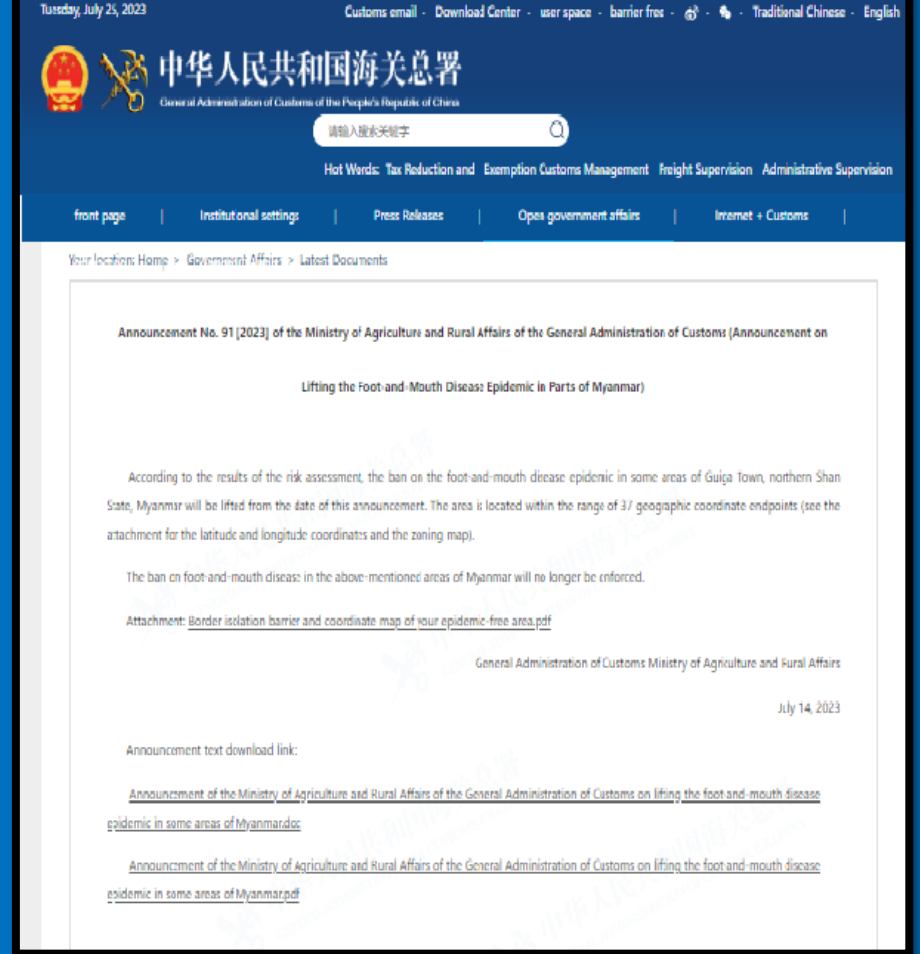 Tuesday, July 25, 2023
Customs email - Download Center - user space - barrier free - - - Traditional Chinese - English
中华人民共和国海关总署
General Administration of Customs of the People's Republic of China
请输入搜索关键字
Hot Words: Tax Reduction and Exemption Customs Management Freight Supervision Administrative Supervision
front page | Institutional settings | Press Releases | Open government affairs | Internet + Customs |
Your location: Home > Government Affairs > Latest Documents
Announcement No. 91 [2023] of the Ministry of Agriculture and Rural Affairs of the General Administration of Customs (Announcement on
Lifting the Foot-and-Mouth Disease Epidemic in Parts of Myanmar)
According to the results of the risk assessment, the ban on the foot-and-mouth disease epidemic in some areas of Guiga Town, northern Shan
State, Myanmar will be lifted from the date of this announcement. The area is located within the range of 37 geographic coordinate endpoints (see the
attachment for the latitude and longitude coordinates and the zoning map).
The ban on foot-and-mouth disease in the above-mentioned areas of Myanmar will no longer be enforced.
Attachment: Border isolation barrier and coordinate map of your epidemic-free area.pdf
General Administration of Customs Ministry of Agriculture and Rural Affairs
July 14, 2023
Announcement text download link:
Announcement of the Ministry of Agriculture and Rural Affairs of the General Administration of Customs on lifting the foot-and-mouth disease
epidemic in some areas of Myanmar.doc
Announcement of the Ministry of Agriculture and Rural Affairs of the General Administration of Customs on lifting the foot-and-mouth disease
epidemic in some areas of Myanmar.pdf